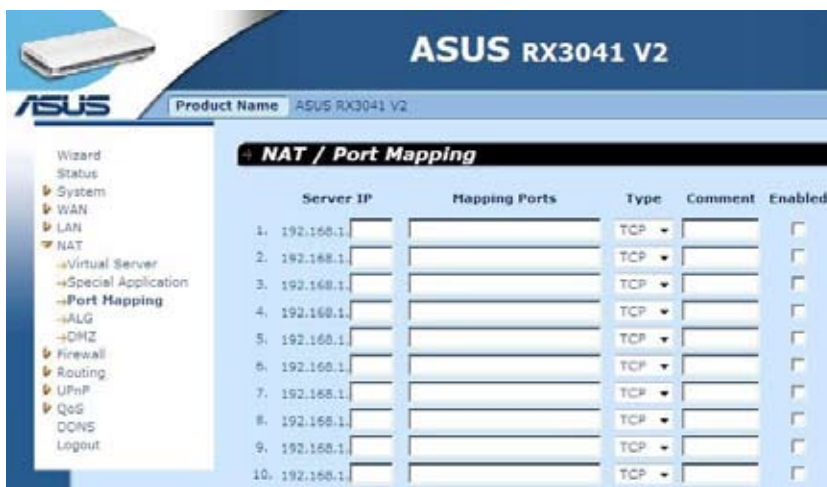 ASUS RX3041 V2
ASUS
Product Name ASUS RX3041 V2
Wizard
Status
System
WAN
LAN
NAT
Virtual Server
Special Application
Port Mapping
ALG
DMZ
Firewall
Routing
UPnP
QoS
DDNS
Logout
NAT / Port Mapping
Server IP Mapping Ports Type Comment Enabled
1. 192.168.1. TCP
2. 192.168.1. TCP
3. 192.168.1. TCP
4. 192.168.1. TCP
5. 192.168.1. TCP
6. 192.168.1. TCP
7. 192.168.1. TCP
8. 192.168.1. TCP
9. 192.168.1. TCP
10. 192.168.1. TCP